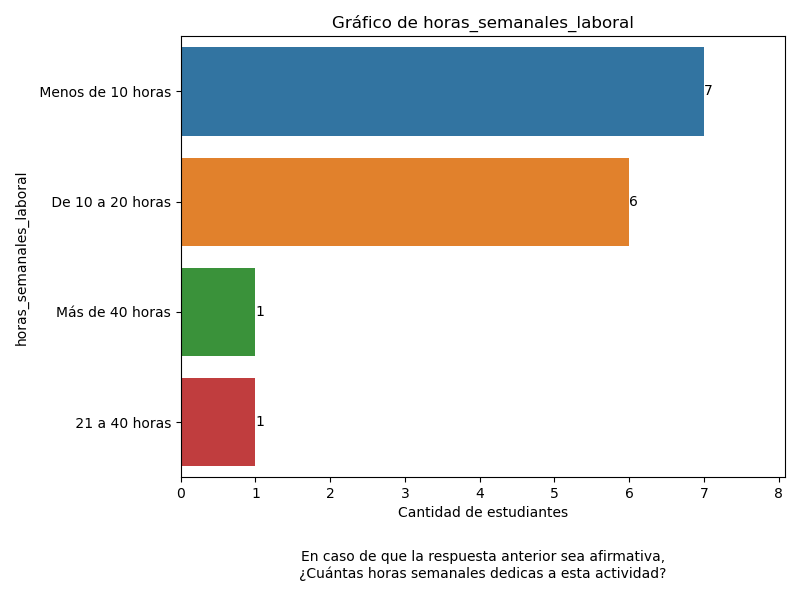 Gráfico de horas_semanales_laboral
horas_semanales_laboral
Menos de 10 horas
7
De 10 a 20 horas
6
Más de 40 horas
1
21 a 40 horas
1
0 1 2 3 4 5 6 7 8
Cantidad de estudiantes
En caso de que la respuesta anterior sea afirmativa,
¿Cuántas horas semanales dedicas a esta actividad?